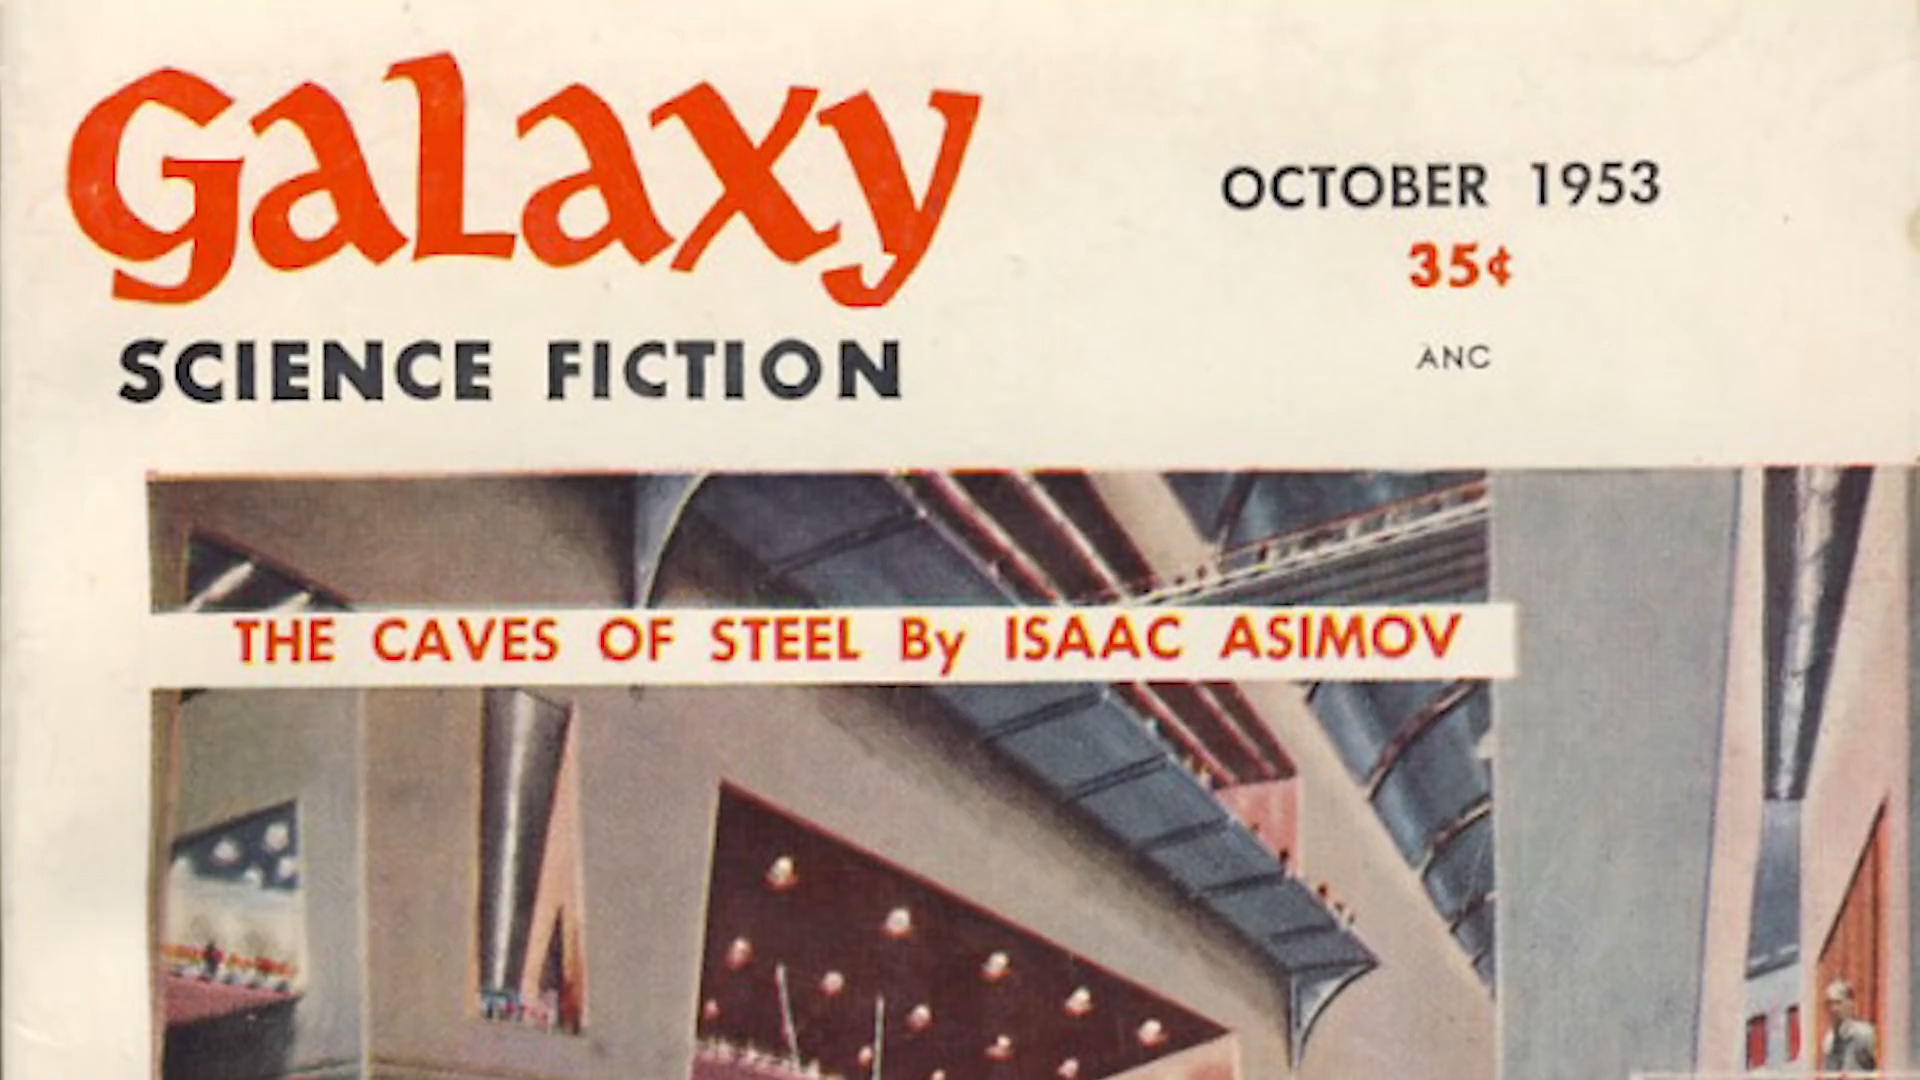 Galaxy
SCIENCE FICTION
OCTOBER 1953
35¢
ANC
THE CAVES OF STEEL By ISAAC ASIMOV